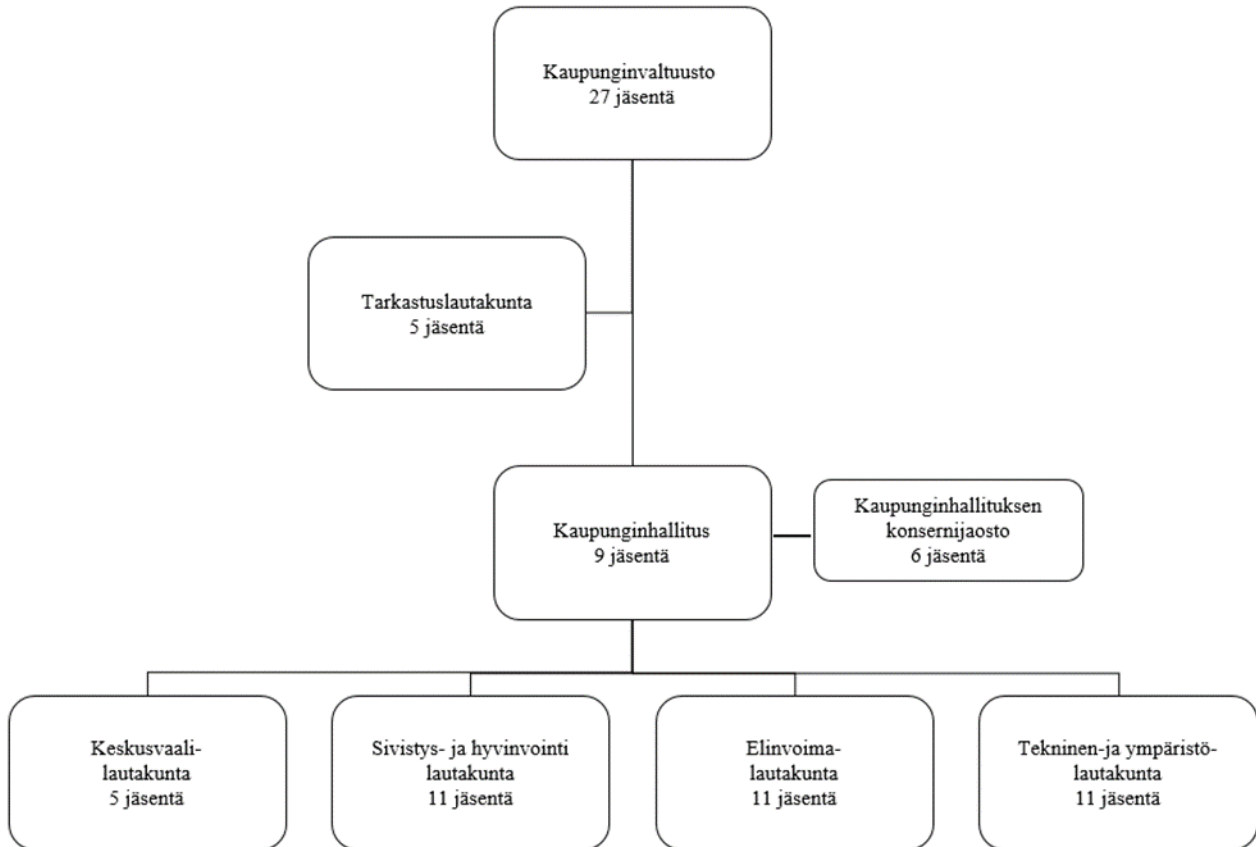 Kaupunginvaltuusto
27 jäsentä
Tarkastuslautakunta
5 jäsentä
Kaupunginhallitus
9 jäsentä
Kaupunginhallituksen
konsernijaosto
6 jäsentä
Keskusvaali-
lautakunta
5 jäsentä
Sivistys- ja hyvinvointi
lautakunta
11 jäsentä
Elinvoima-
lautakunta
11 jäsentä
Tekninen-ja ympäristö-
lautakunta
11 jäsentä